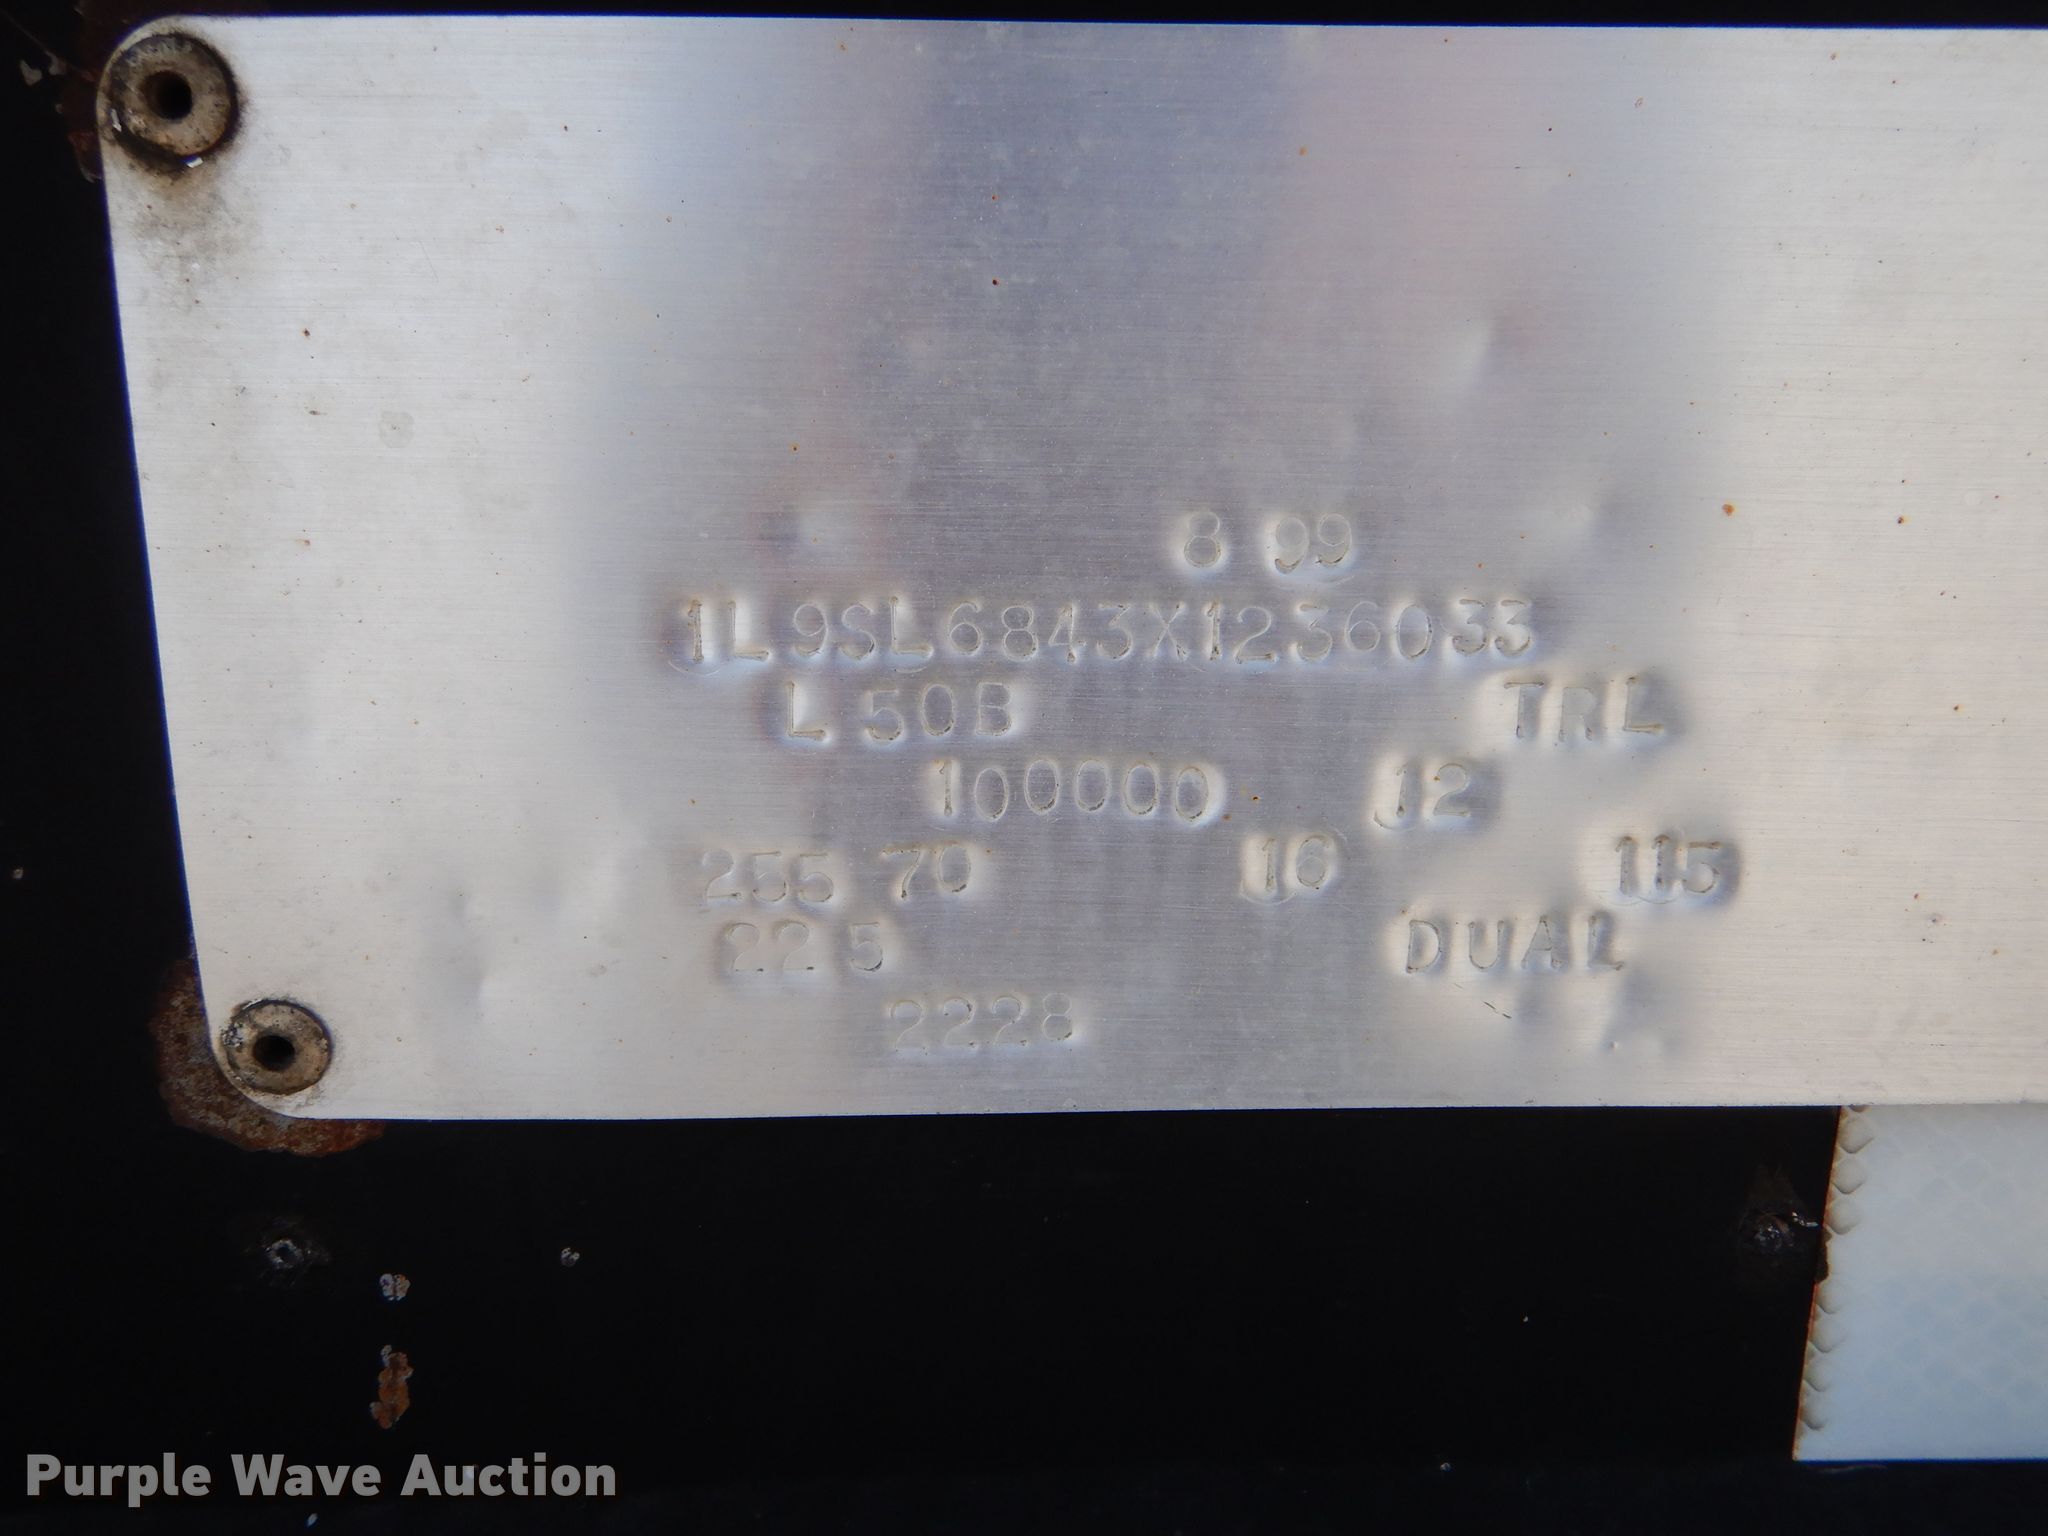 8 99
1L9SL6843X1236033
L 50B TRL
100000 12
255 70 16 115
22 5 DUAL
2228
Purple Wave Auction